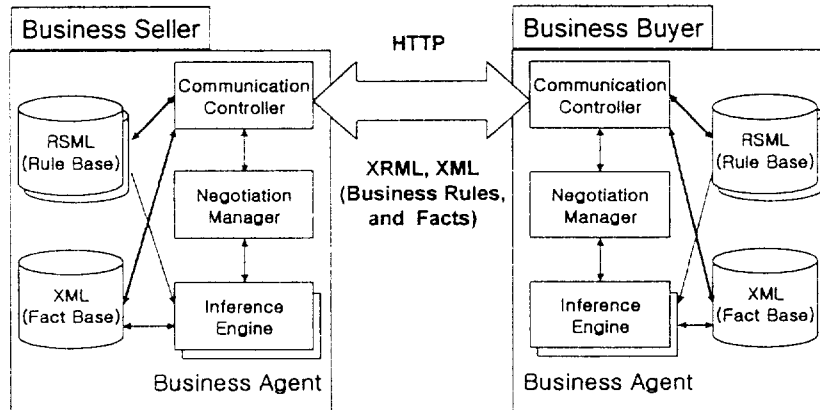 Business Seller
Communication
Controller
RSML
(Rule Base)
Negotiation
Manager
XML
(Fact Base)
Inference
Engine
Business Agent
HTTP
XRML, XML
(Business Rules,
and Facts)
Business Buyer
Communication
Controller
RSML
(Rule Base)
Negotiation
Manager
Inference
Engine
XML
(Fact Base)
Business Agent